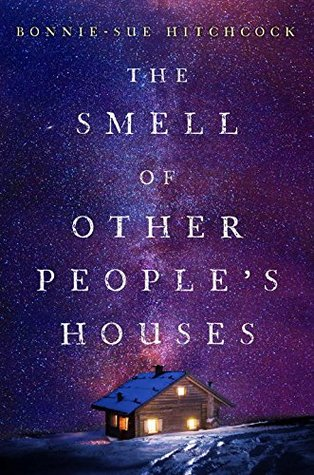 BONNIE-SUE HITCHCOCK
THE
SMELL
OF
OTHER
PEOPLE'S
HOUSES